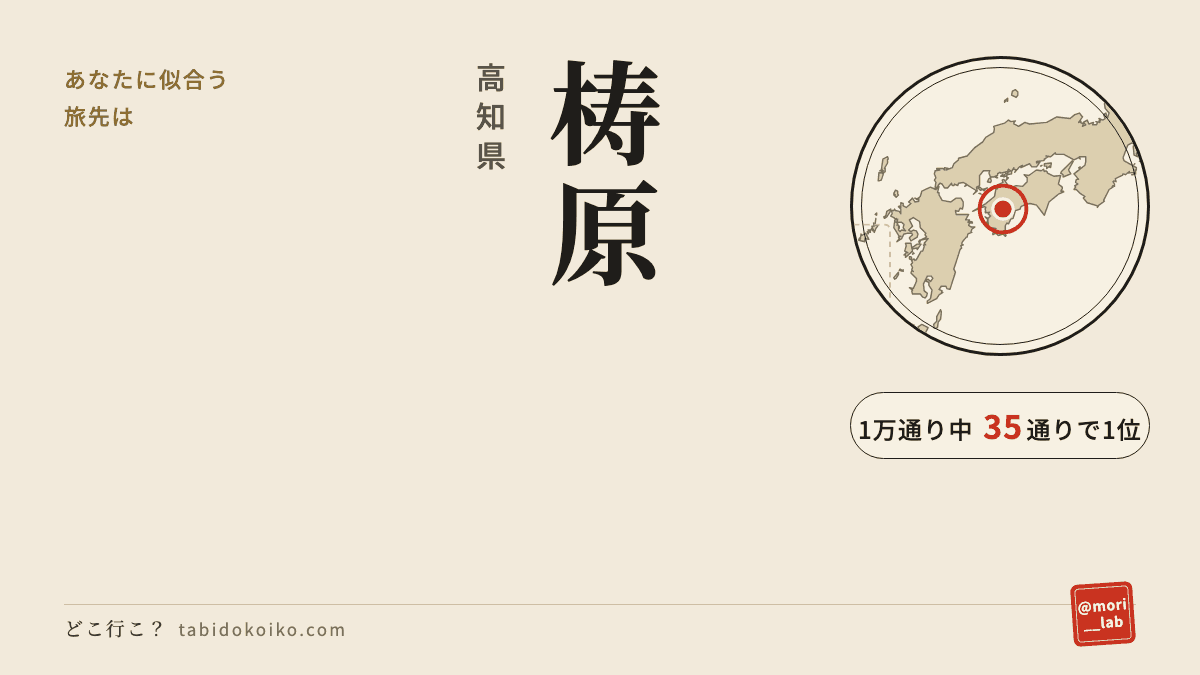 あなたに似合う
旅先は
梼原
高知県
1万通り中 35通りで1位
どこ行こ？ tabidokoiko.com
@mori
__lab